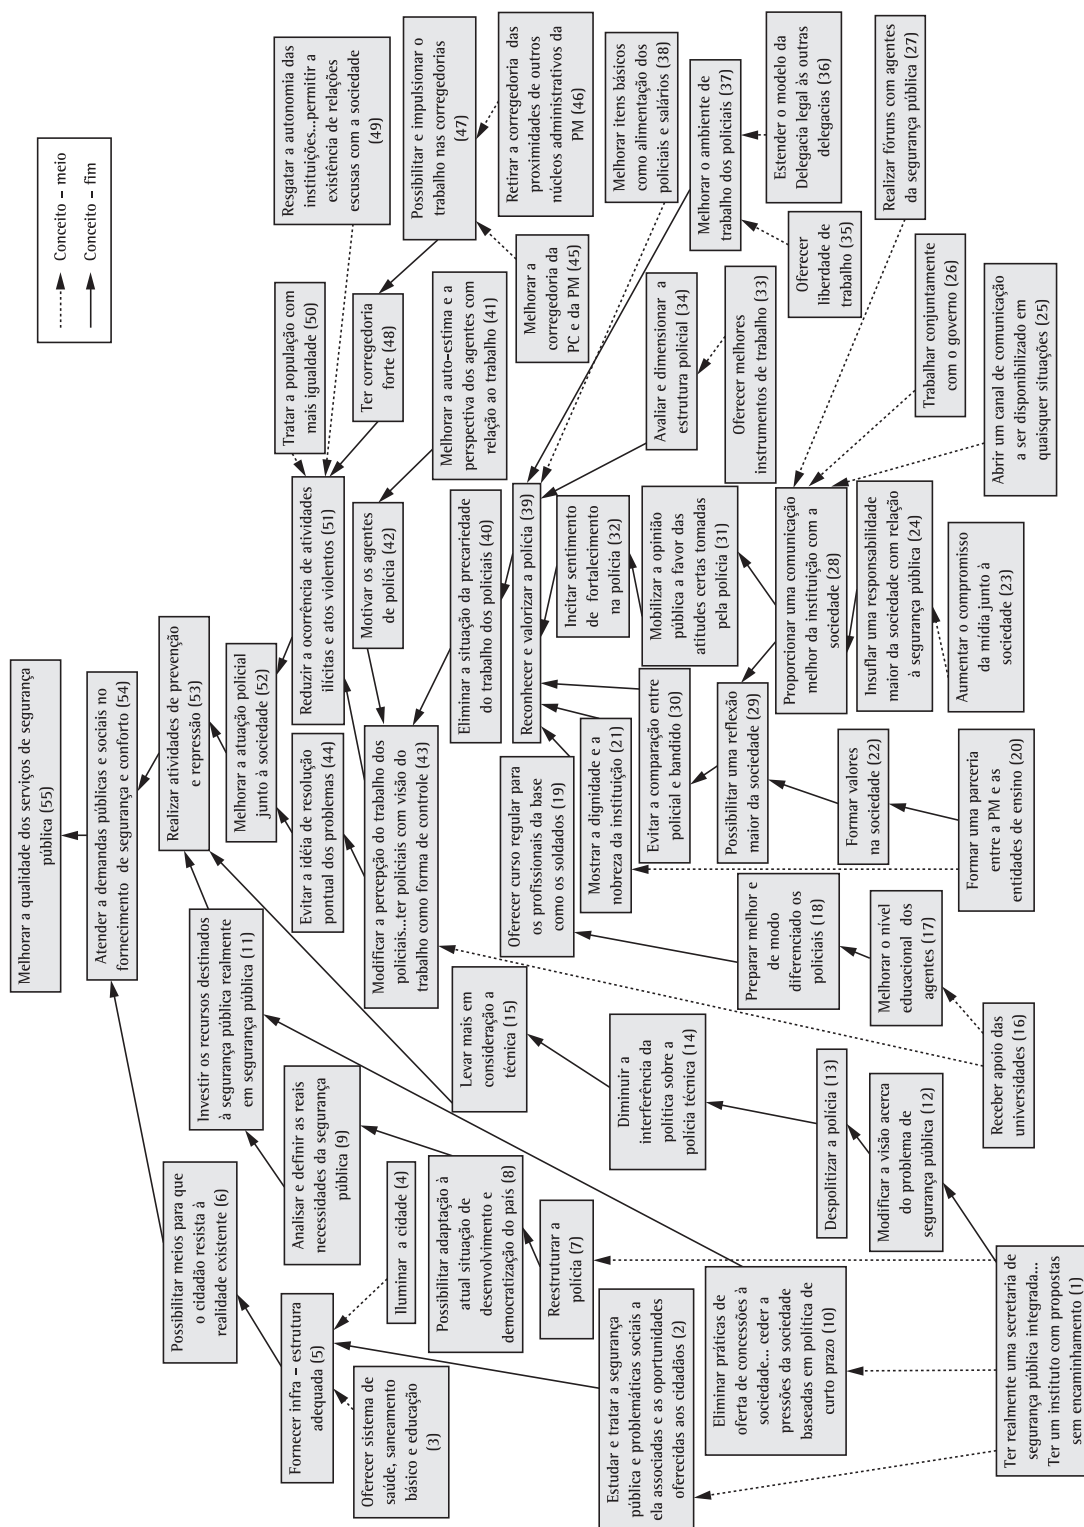 Melhorar a qualidade dos serviços de segurança
pública (55)
Atender a demandas públicas e sociais no
fornecimento de segurança e conforto (54)
Realizar atividades de prevenção
e repressão (53)
Melhorar a atuação policial
junto à sociedade (52)
Conceito – meio
Conceito – fim
Possibilitar meios para que
o cidadão resista à
realidade existente (6)
Investir os recursos destinados
à segurança pública realmente
em segurança pública (11)
Evitar a idéia de resolução
pontual dos problemas (44)
Reduzir a ocorrência de atividades
ilícitas e atos violentos (51)
Tratar a população com
mais igualdade (50)
Resgatar a autonomia das
instituições...permitir a
existência de relações
escusas com a sociedade
(49)
Fornecer infra – estrutura
adequada (5)
Analisar e definir as reais
necessidades da segurança
pública (9)
Modificar a percepção do trabalho dos
policiais...ter policiais com visão do
trabalho como forma de controle (43)
Motivar os agentes
de polícia (42)
Ter corregedoria
forte (48)
Possibilitar e impulsionar o
trabalho nas corregedorias
(47)
Oferecer sistema de
saúde, saneamento
básico e educação
(3)
Iluminar a cidade (4)
Possibilitar adaptação à
atual situação de
desenvolvimento e
democratização do país (8)
Levar mais em
consideração a
técnica (15)
Eliminar a situação da precariedade
do trabalho dos policiais (40)
Melhorar a auto-estima e a
perspectiva dos agentes com
relação ao trabalho (41)
Melhorar a
corregedoria da
PC e da PM (45)
Retirar a corregedoria das
proximidades de outros
núcleos administrativos da
PM (46)
Reestruturar a
polícia (7)
Oferecer curso regular para
os profissionais da base
como os soldados (19)
Reconhecer e valorizar a polícia (39)
Melhorar itens básicos
como alimentação dos
policiais e salários (38)
Estudar e tratar a segurança
pública e problemáticas sociais a
ela associadas e as oportunidades
oferecidas aos cidadãos (2)
Diminuir a
interferência da
política sobre a
polícia técnica (14)
Mostrar a dignidade e a
nobreza da instituição (21)
Incitar sentimento
de fortalecimento
na polícia (32)
Avaliar e dimensionar a
estrutura policial (34)
Melhorar o ambiente de
trabalho dos policiais (37)
Evitar a comparação entre
policial e bandido (30)
Mobilizar a opinião
pública a favor das
atitudes certas tomadas
pela polícia (31)
Oferecer melhores
instrumentos de trabalho (33)
Eliminar práticas de
oferta de concessões à
sociedade... ceder a
pressões da sociedade
baseadas em política de
curto prazo (10)
Preparar melhor e
de modo
diferenciado os
policiais (18)
Possibilitar uma reflexão
maior da sociedade (29)
Proporcionar uma comunicação
melhor da instituição com a
sociedade (28)
Oferecer
liberdade de
trabalho (35)
Estender o modelo da
Delegacia legal às outras
delegacias (36)
Despolitizar a polícia (13)
Formar valores
na sociedade (22)
Insuflar uma responsabilidade
maior da sociedade com relação
à segurança pública (24)
Realizar fóruns com agentes
da segurança pública (27)
Modificar a visão acerca
do problema de
segurança pública (12)
Melhorar o nível
educacional dos
agentes (17)
Trabalhar conjuntamente
com o governo (26)
Ter realmente uma secretaria de
segurança pública integrada...
Ter um instituto com propostas
sem encaminhamento (1)
Receber apoio das
universidades (16)
Formar uma parceria
entre a PM e as
entidades de ensino (20)
Aumentar o compromisso
da mídia junto à
sociedade (23)
Abrir um canal de comunicação
a ser disponibilizado em
quaisquer situações (25)